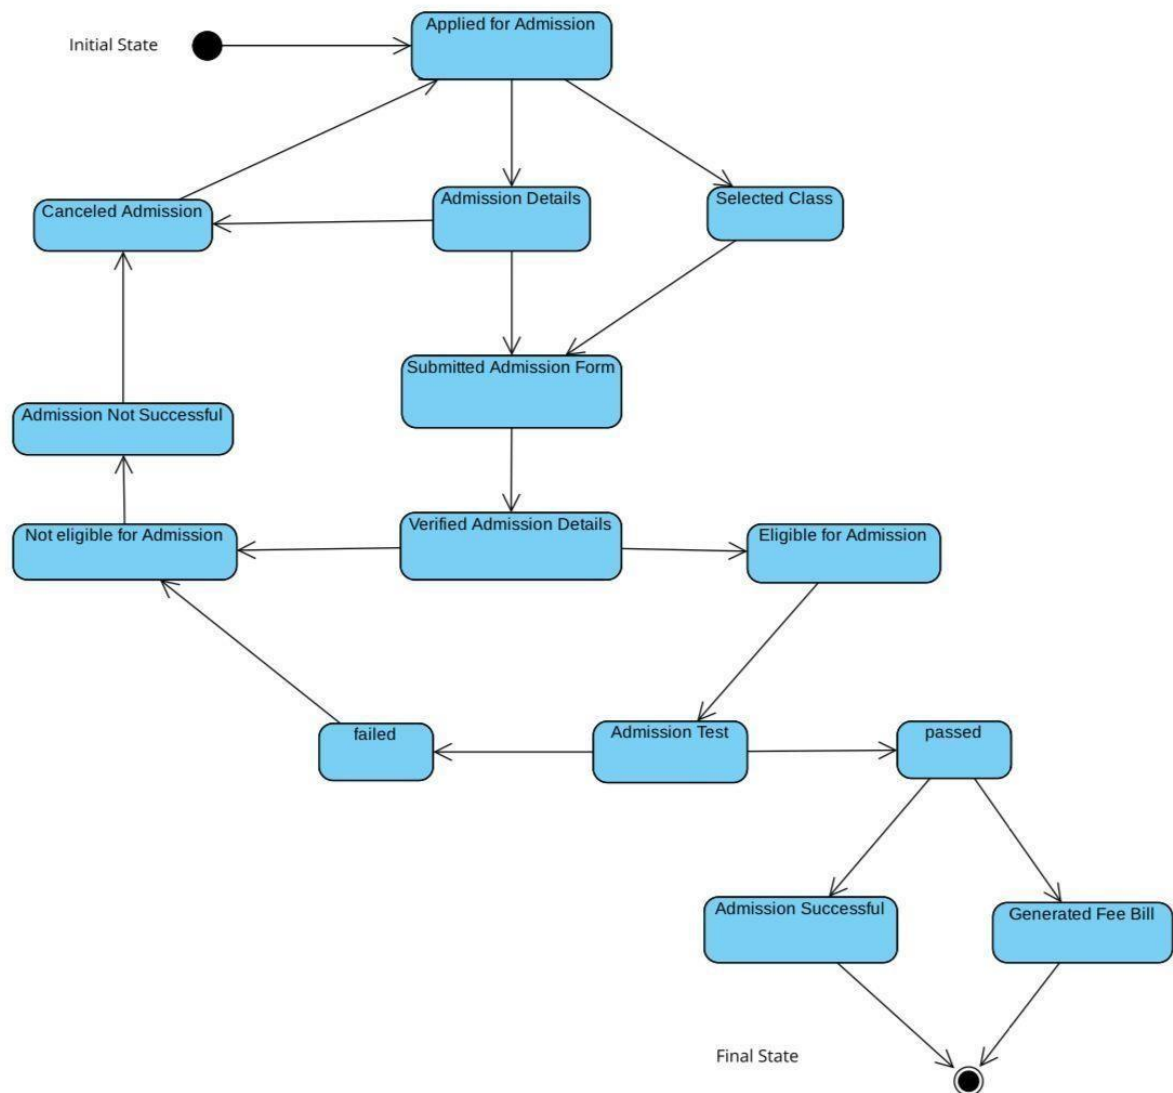 Applied for Admission
Initial State
Canceled Admission
Admission Details
Selected Class
Submitted Admission Form
Admission Not Successful
Not eligible for Admission
Verified Admission Details
Eligible for Admission
failed
Admission Test
passed
Admission Successful
Generated Fee Bill
Final State